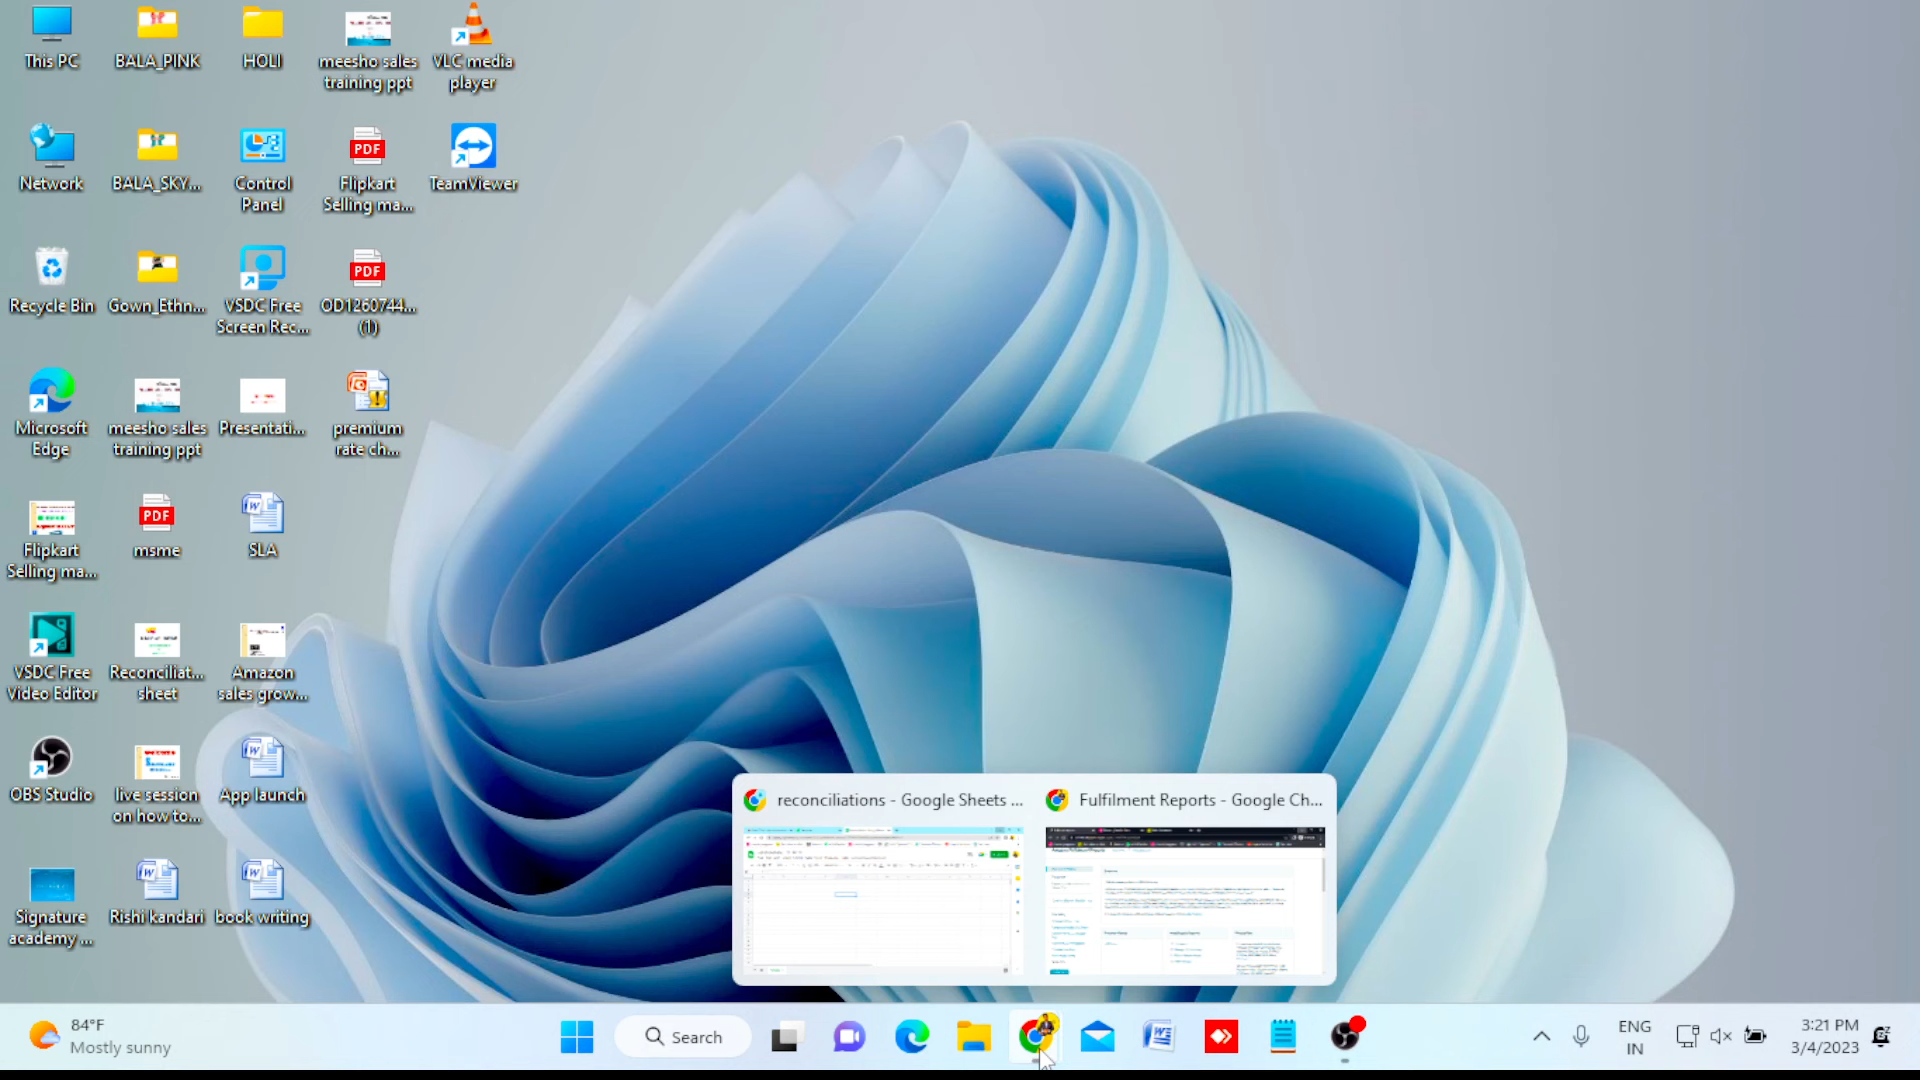 This PC
BALA_PINK
HOLI
meesho sales
training ppt
VLC media
player
Network
BALA_SKY...
Control
Panel
PDF
Flipkart
Selling ma...
TeamViewer
Recycle Bin
Gown_Ethn...
VSDC Free
Screen Rec...
PDF
OD1260744...
(1)
Microsoft
Edge
meesho sales
training ppt
Presentati...
premium
rate ch...
Flipkart
Selling ma...
PDF
msme
SLA
VSDC Free
Video Editor
Reconciliat...
sheet
Amazon
sales grow...
OBS Studio
live session
on how to...
App launch
Signature
academy ...
Rishi kandari
book writing
reconciliations - Google Sheets ...
Fulfilment Reports - Google Ch...
84°F
Mostly sunny
Search
ENG
IN
3:21 PM
3/4/2023